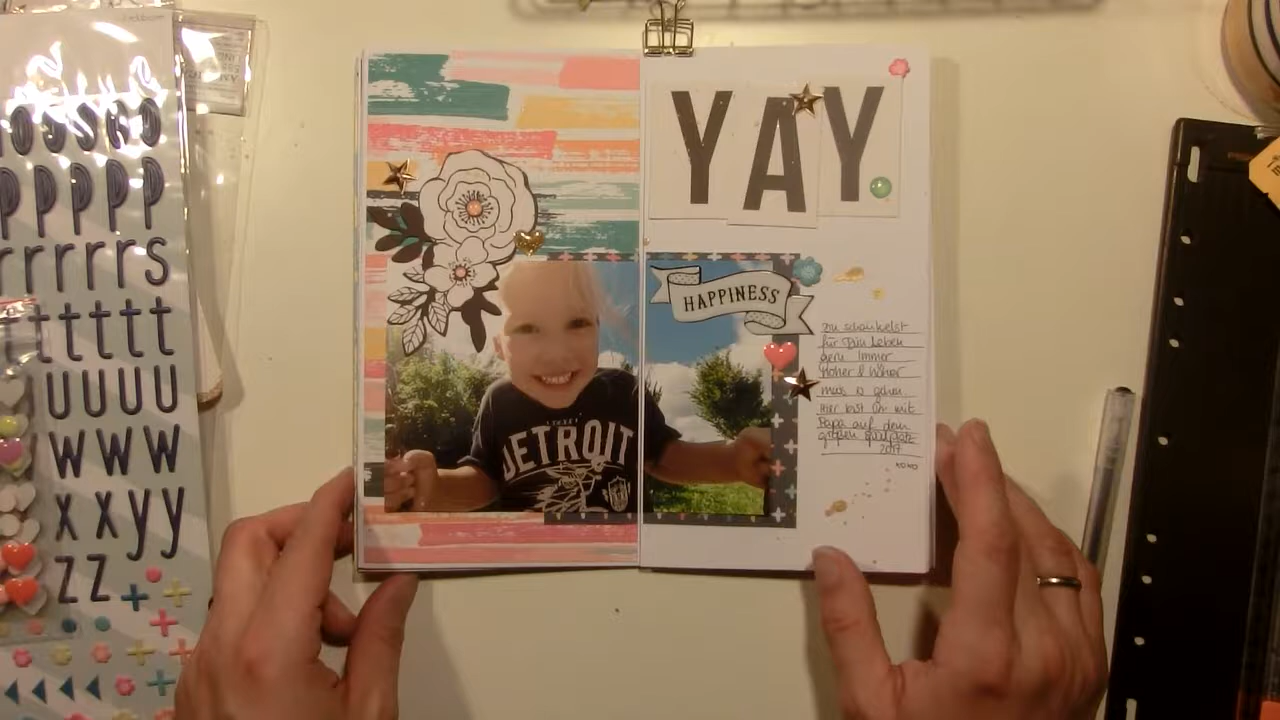 YAY
HAPPINESS
Du schaukelst
für Dein Leben
gern Immer
höher & höher
muss es gehen.
Hier bist Du mit
Papa auf dem
großen Spielplatz
2017
xoxo
DETROIT
P P P P P
r r r r r r s
t t t t t t
U U U U
W W W
X X y y
Z Z